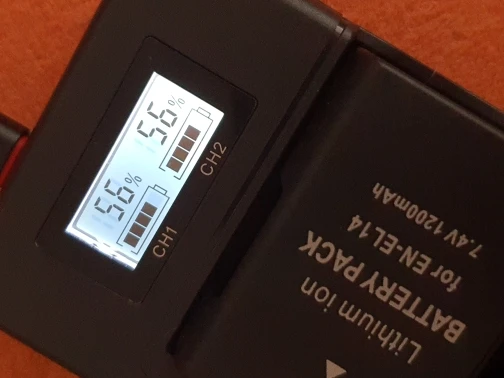 56% 56%
CH1 CH2
Lithium ion
BATTERY PACK
for EN-EL14
7.4V 1200mAh